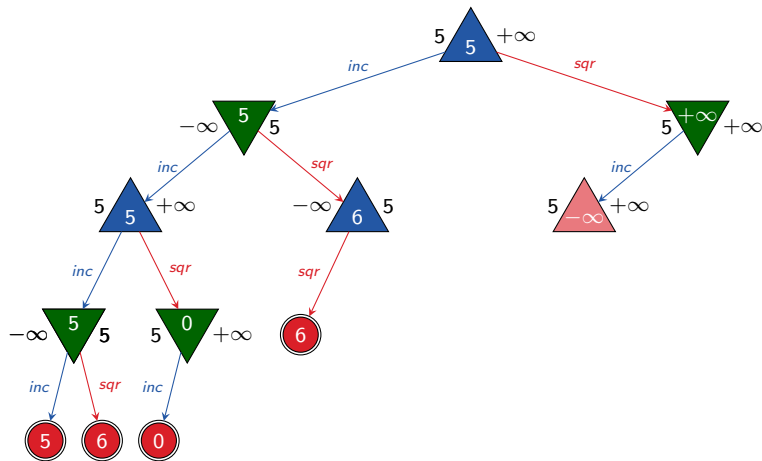 5 5 +∞
inc sqr
−∞ 5 5
5 +∞ +∞
inc sqr inc
5 5 +∞
−∞ 6 5
5 −∞ +∞
inc sqr sqr
−∞ 5 5
5 0 +∞
6
inc sqr inc
5 6 0